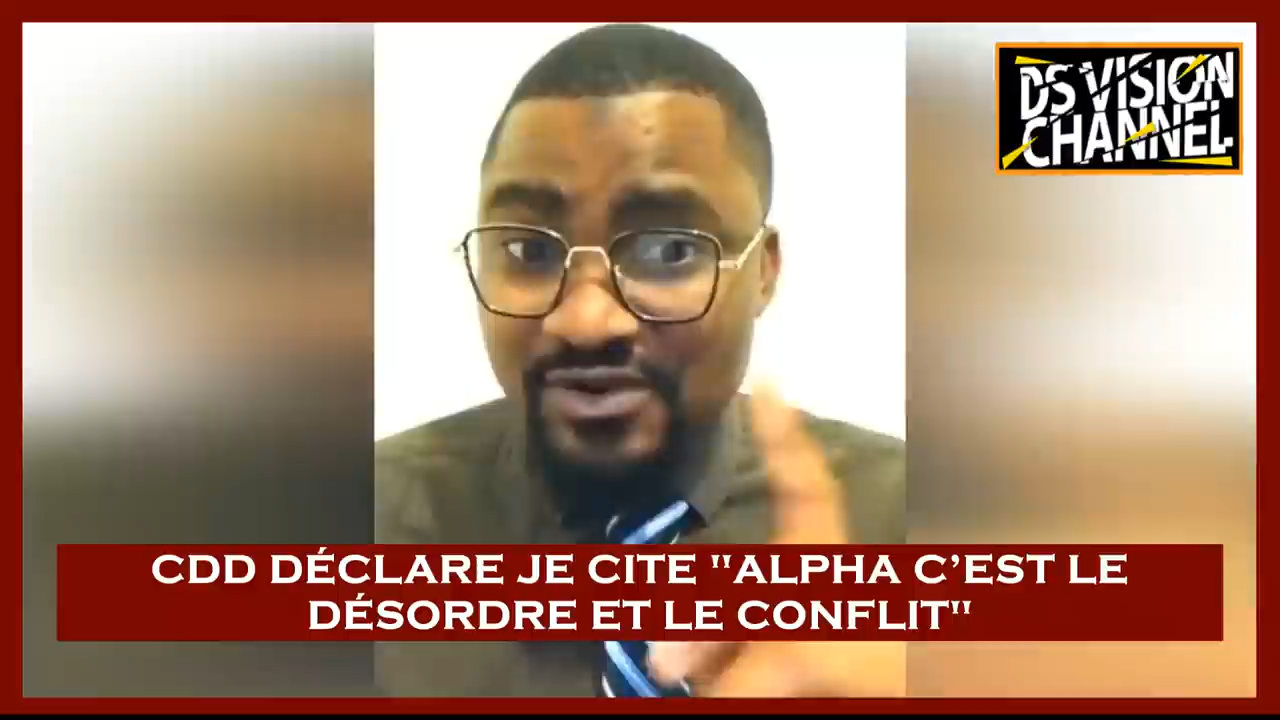 DS VISION
CHANNEL
CDD DÉCLARE JE CITE "ALPHA C’EST LE
DÉSORDRE ET LE CONFLIT"